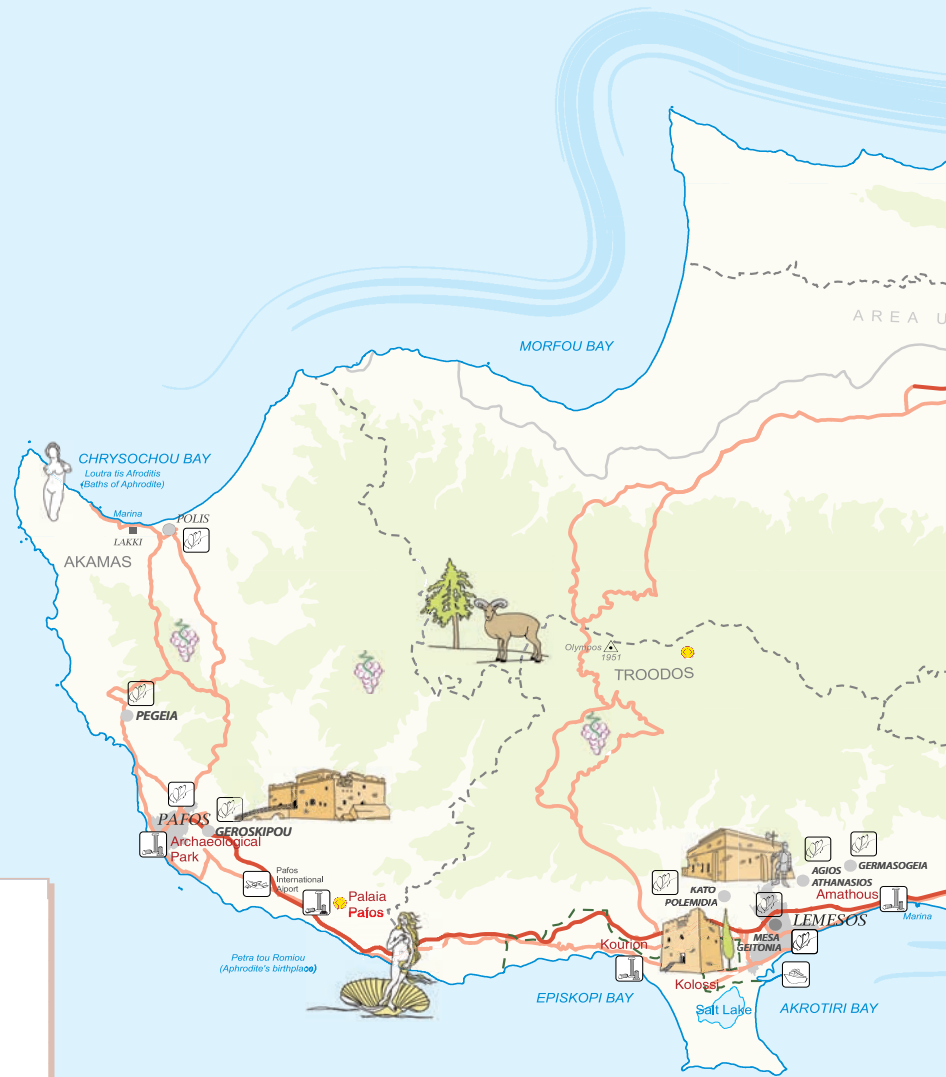 MORFOU BAY
AREA U
CHRYSOCHOU BAY
Loutra tis Afroditis
(Baths of Aphrodite)
Marina
POLIS
LAKKI
AKAMAS
Olympos
1951
TROODOS
PEGEIA
PAFOS
GEROSKIPOU
Archaeological
Park
Pafos
International
Aiport
Palaia
Pafos
AGIOS
ATHANASIOS
GERMASOGEIA
KATO
POLEMIDIA
Amathous
LEMESOS
Marina
MESA
GEITONIA
Kourion
Petra tou Romiou
(Aphrodite's birthplace)
Kolossi
EPISKOPI BAY
Salt Lake
AKROTIRI BAY